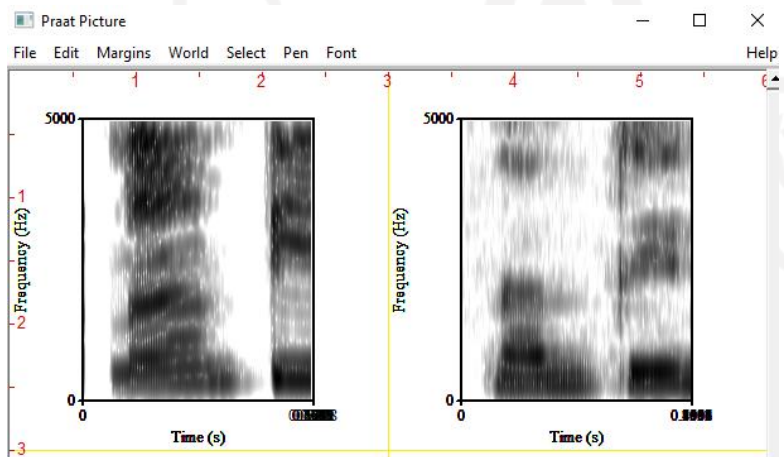 Praat Picture
File Edit Margins World Select Pen Font Help
1 2 3 4 5 6
1
2
3
5000
Frequency (Hz)
0
0
Time (s)
5000
Frequency (Hz)
0
0
Time (s)